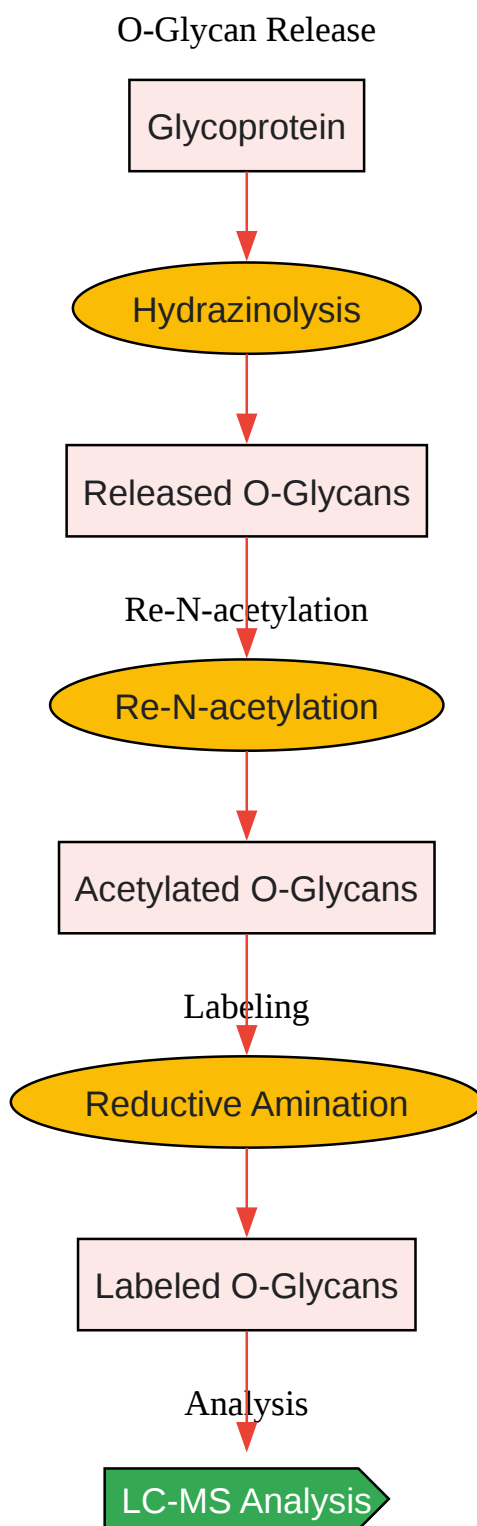 O-Glycan Release
Glycoprotein
Hydrazinolysis
Released O-Glycans
Re-N-acetylation
Re-N-acetylation
Acetylated O-Glycans
Labeling
Reductive Amination
Labeled O-Glycans
Analysis
LC-MS Analysis